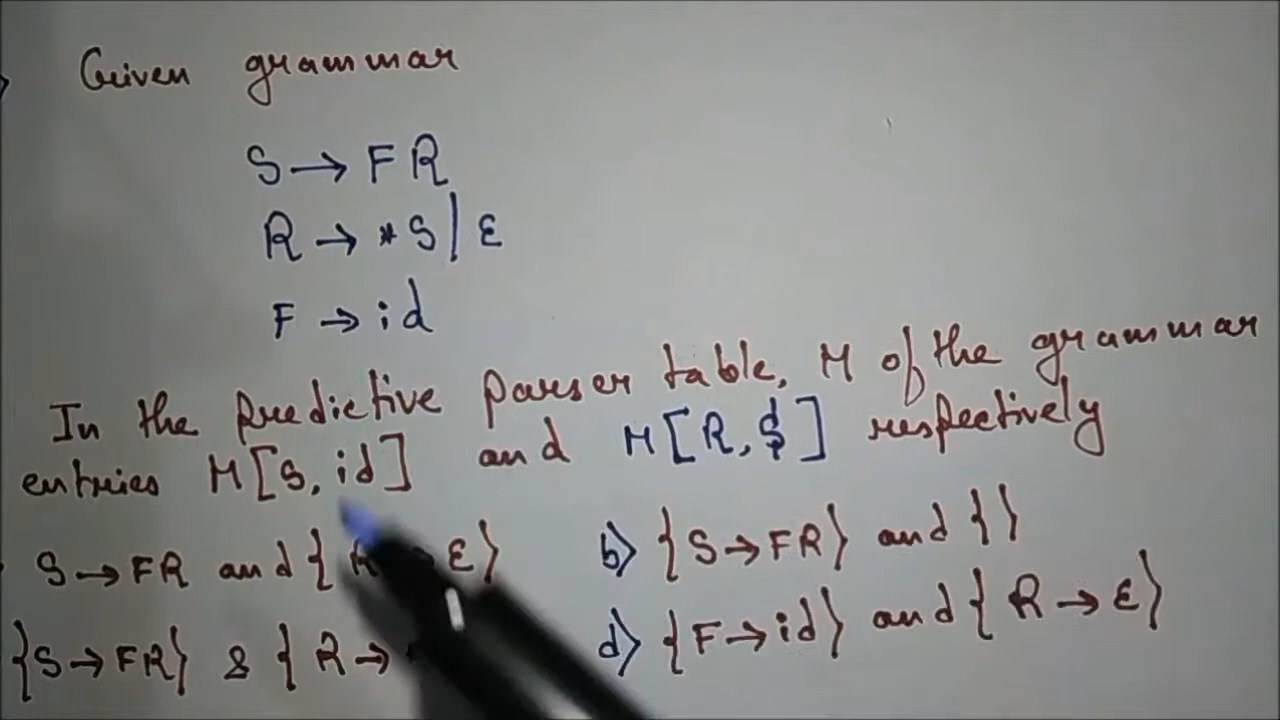 Given grammar
S → FR
R → *S | ε
F → id
In the predictive parser table, M of the grammar
entries M[S, id] and M[R, $] respectively
S → FR and { R ε} b) {S → FR} and { }
{S → FR} & { R → d) {F → id} and { R → ε}